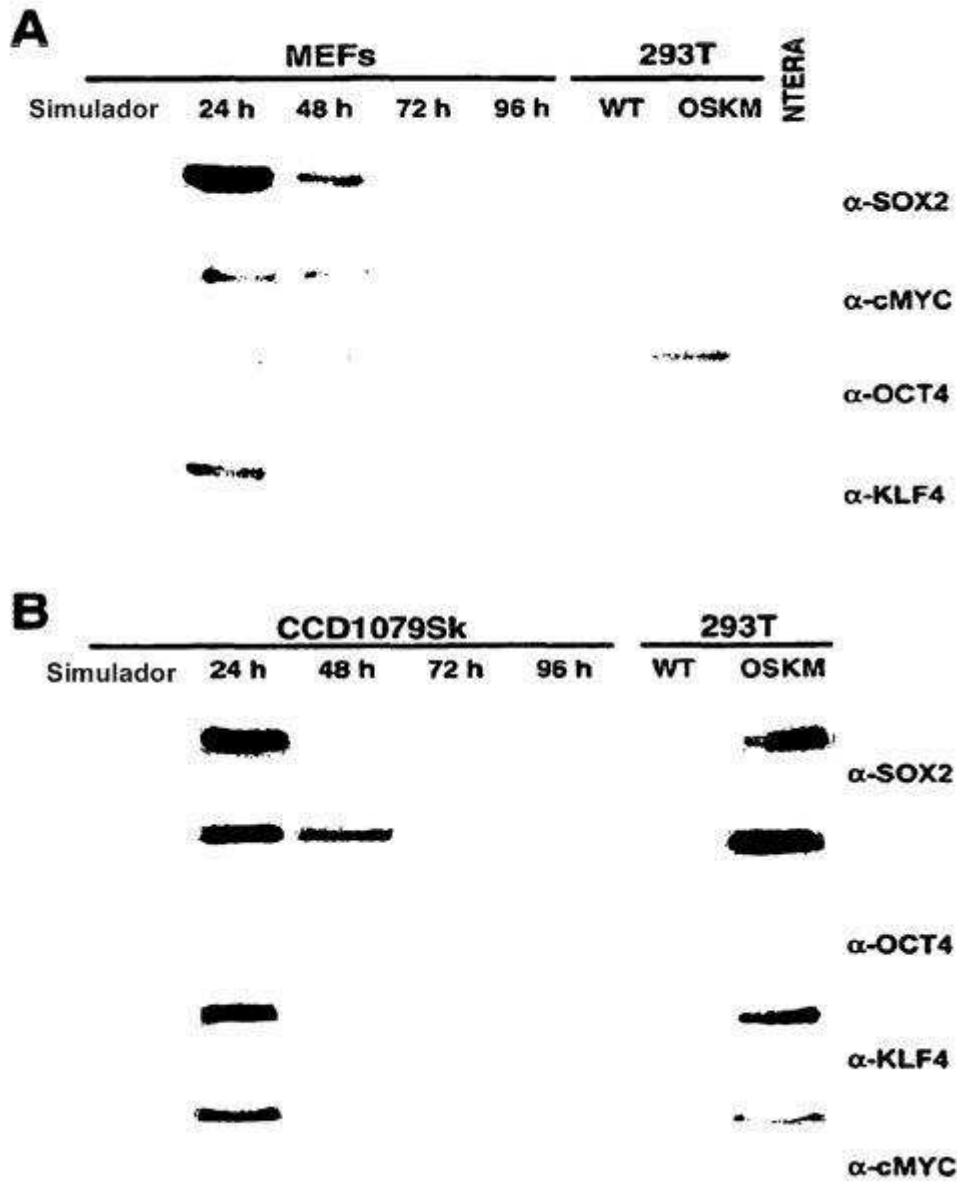 A
MEFs 293T NTERA
Simulador 24 h 48 h 72 h 96 h WT OSKM
α-SOX2
α-cMYC
α-OCT4
α-KLF4
B
CCD1079Sk 293T
Simulador 24 h 48 h 72 h 96 h WT OSKM
α-SOX2
α-OCT4
α-KLF4
α-cMYC